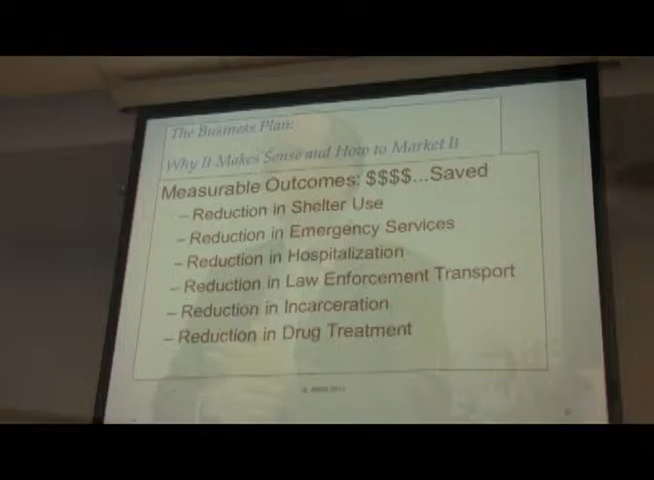 The Business Plan:
Why It Makes Sense and How to Market It
Measurable Outcomes: $$$$...Saved
– Reduction in Shelter Use
– Reduction in Emergency Services
– Reduction in Hospitalization
– Reduction in Law Enforcement Transport
– Reduction in Incarceration
– Reduction in Drug Treatment